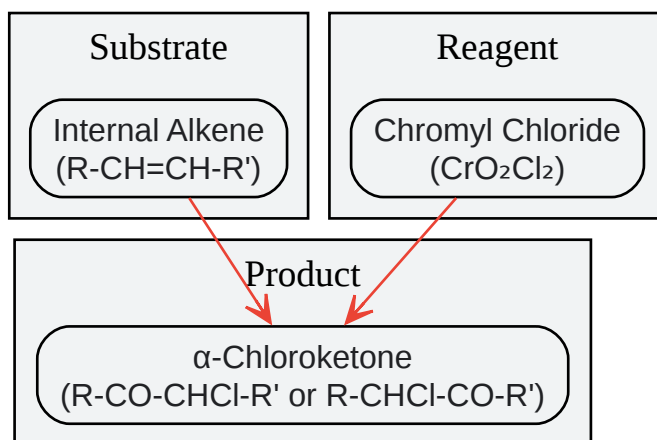 Substrate
Internal Alkene
(R-CH=CH-R')
Reagent
Chromyl Chloride
(CrO₂Cl₂)
Product
α-Chloroketone
(R-CO-CHCl-R' or R-CHCl-CO-R')